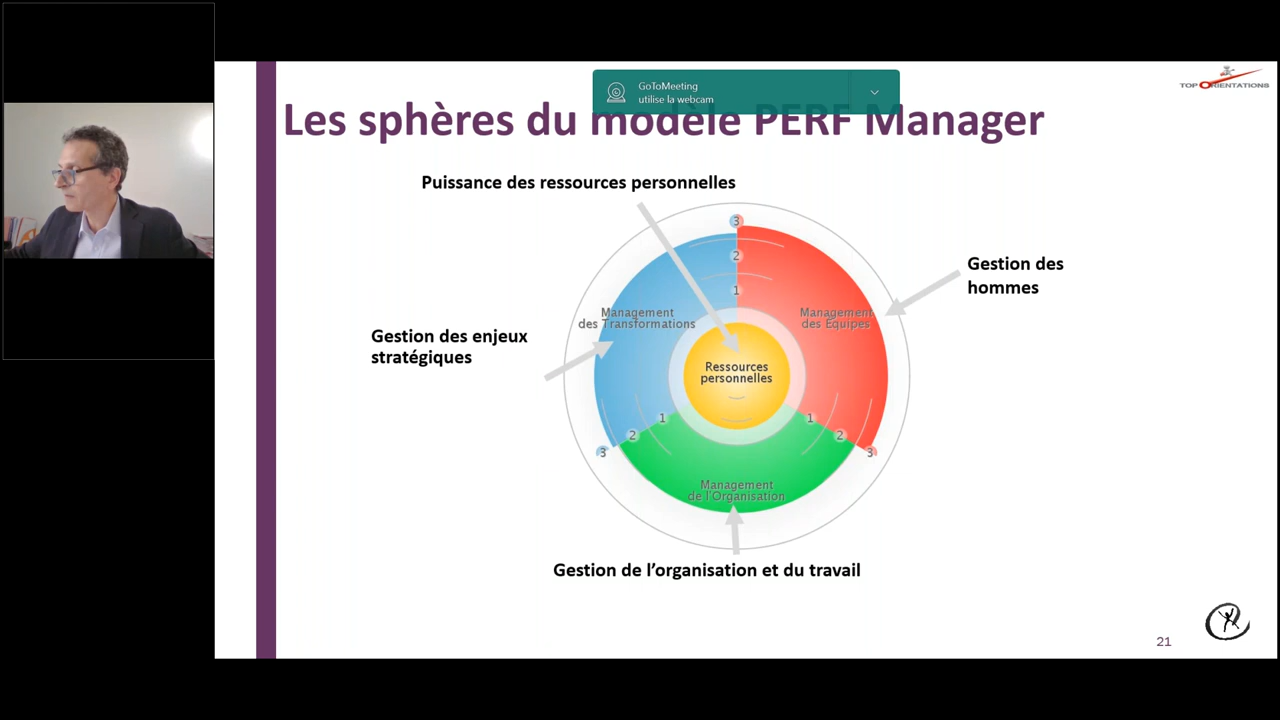 GoToMeeting
utilise la webcam
TOP ORIENTATIONS
Les sphères du modèle PERF Manager
Puissance des ressources personnelles
Gestion des
hommes
Gestion des enjeux
stratégiques
3
2
1
Management
des Transformations
Management
des Equipes
Ressources
personnelles
1
2
3
1
2
3
Management
de l'Organisation
Gestion de l’organisation et du travail
21